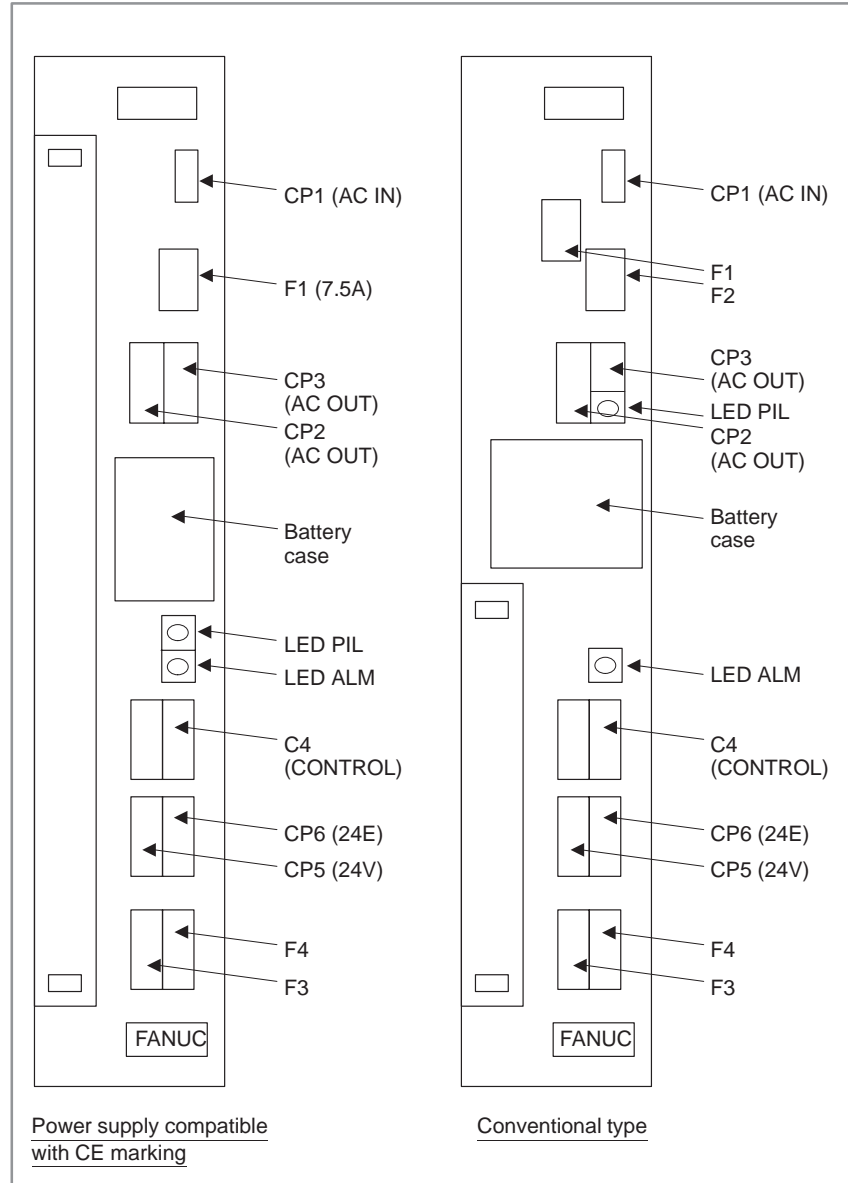 CP1 (AC IN)
F1 (7.5A)
CP3
(AC OUT)
CP2
(AC OUT)
Battery
case
LED PIL
LED ALM
C4
(CONTROL)
CP6 (24E)
CP5 (24V)
F4
F3
FANUC
Power supply compatible
with CE marking
CP1 (AC IN)
F1
F2
CP3
(AC OUT)
LED PIL
CP2
(AC OUT)
Battery
case
LED ALM
C4
(CONTROL)
CP6 (24E)
CP5 (24V)
F4
F3
FANUC
Conventional type